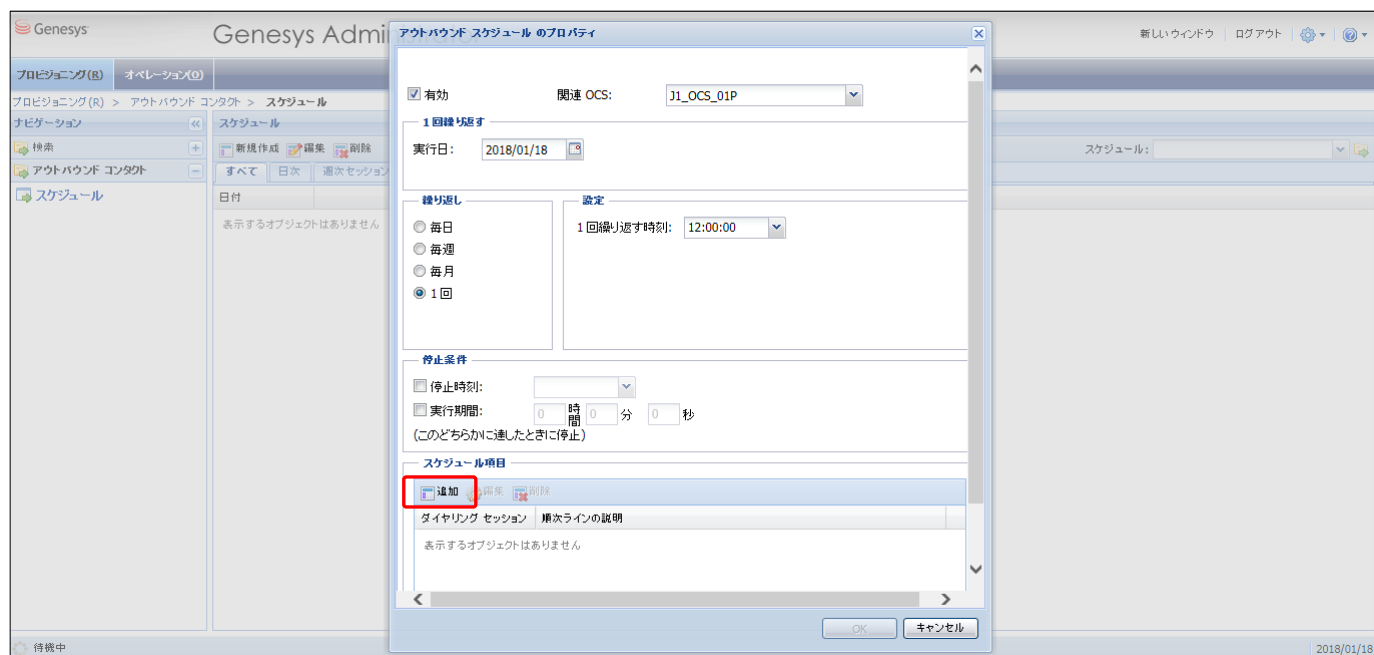 Genesys
Genesys Admi
新しいウィンドウ ログアウト
プロビジョニング(R) オペレーション(O)
プロビジョニング(R) > アウトバウンド コンタクト > スケジュール
ナビゲーション
検索
アウトバウンド コンタクト
スケジュール
スケジュール
新規作成 編集 削除
スケジュール:
すべて 日次 週次セッション
日付
表示するオブジェクトはありません
アウトバウンド スケジュール のプロパティ
有効 関連 OCS: J1_OCS_01P
1回繰り返す
実行日: 2018/01/18
繰り返し
毎日
毎週
毎月
1回
設定
1回繰り返す時刻: 12:00:00
停止条件
停止時刻:
実行期間: 0 時間 0 分 0 秒
(このどちらかに達したときに停止)
スケジュール項目
追加 編集 削除
ダイヤリング セッション 順次ラインの説明
表示するオブジェクトはありません
OK キャンセル
待機中
2018/01/18